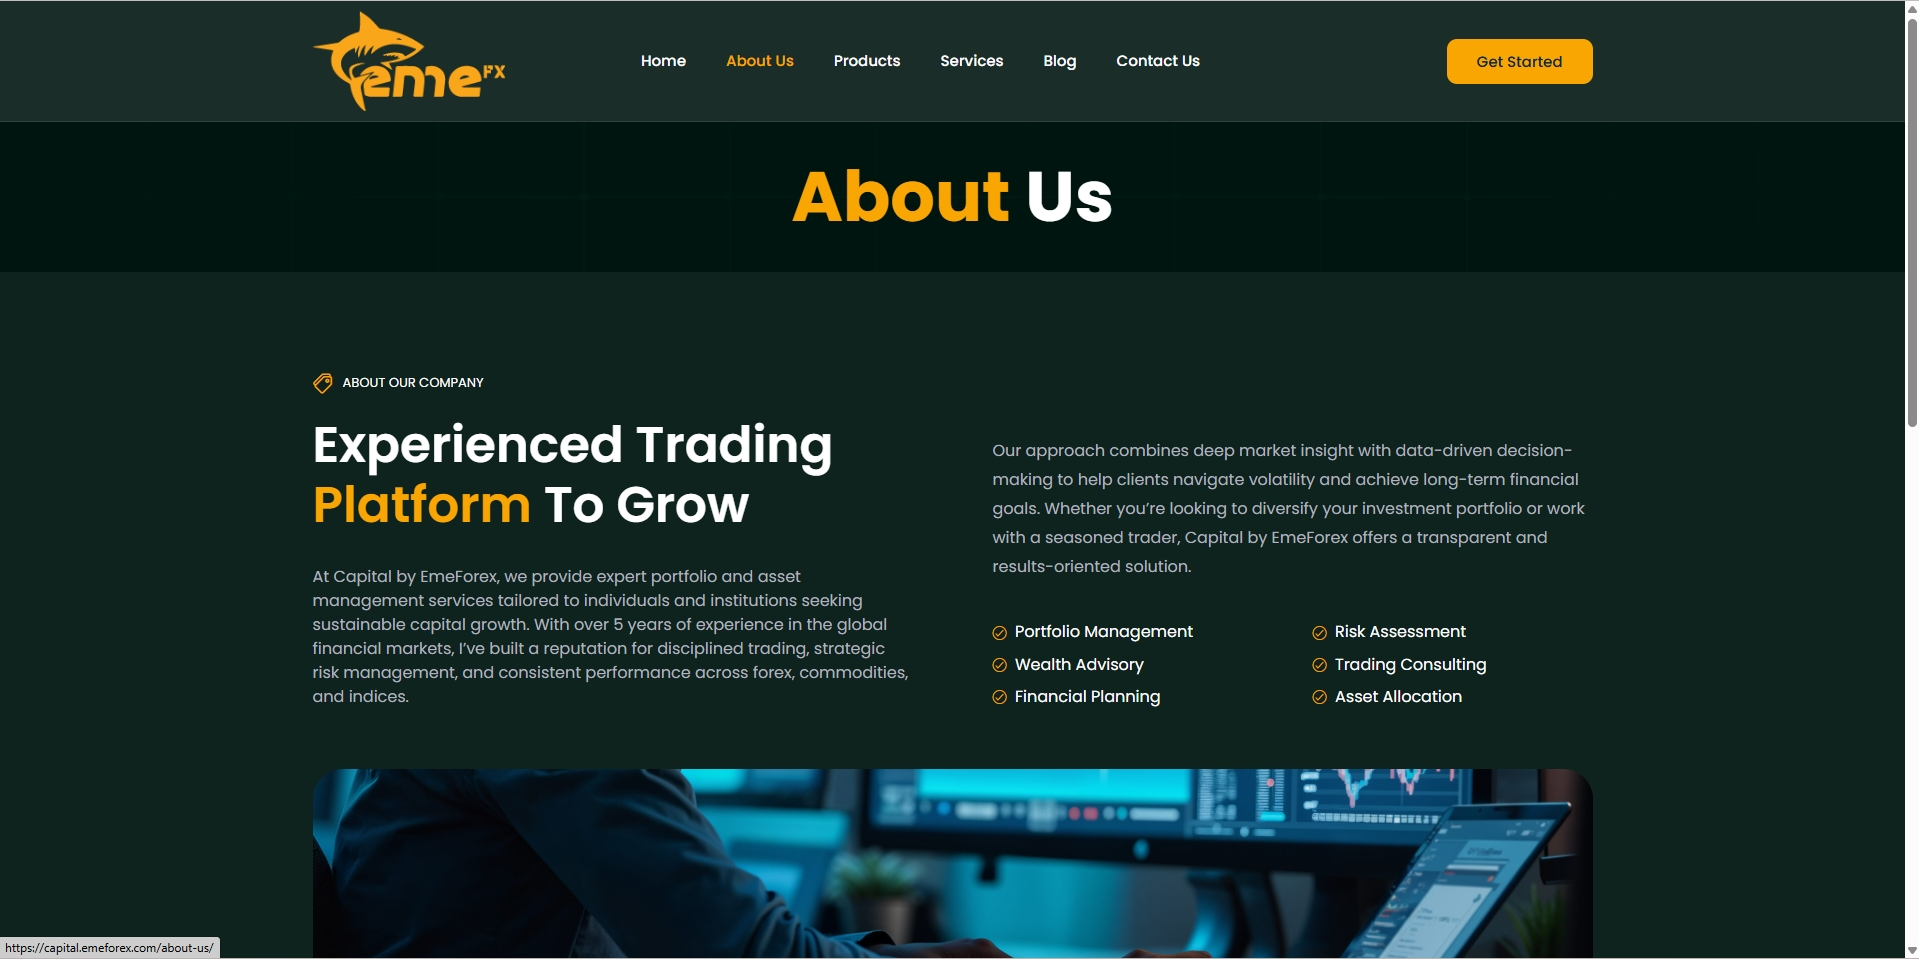 eme FX
Home
About Us
Products
Services
Blog
Contact Us
Get Started
About Us
ABOUT OUR COMPANY
Experienced Trading
Platform To Grow
At Capital by EmeForex, we provide expert portfolio and asset
management services tailored to individuals and institutions seeking
sustainable capital growth. With over 5 years of experience in the global
financial markets, I’ve built a reputation for disciplined trading, strategic
risk management, and consistent performance across forex, commodities,
and indices.
Our approach combines deep market insight with data-driven decision-
making to help clients navigate volatility and achieve long-term financial
goals. Whether you’re looking to diversify your investment portfolio or work
with a seasoned trader, Capital by EmeForex offers a transparent and
results-oriented solution.
Portfolio Management
Wealth Advisory
Financial Planning
Risk Assessment
Trading Consulting
Asset Allocation
https://capital.emeforex.com/about-us/